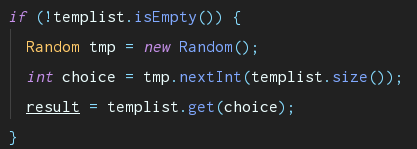 if (!templist.isEmpty()) {
Random tmp = new Random();
int choice = tmp.nextInt(templist.size());
result = templist.get(choice);
}